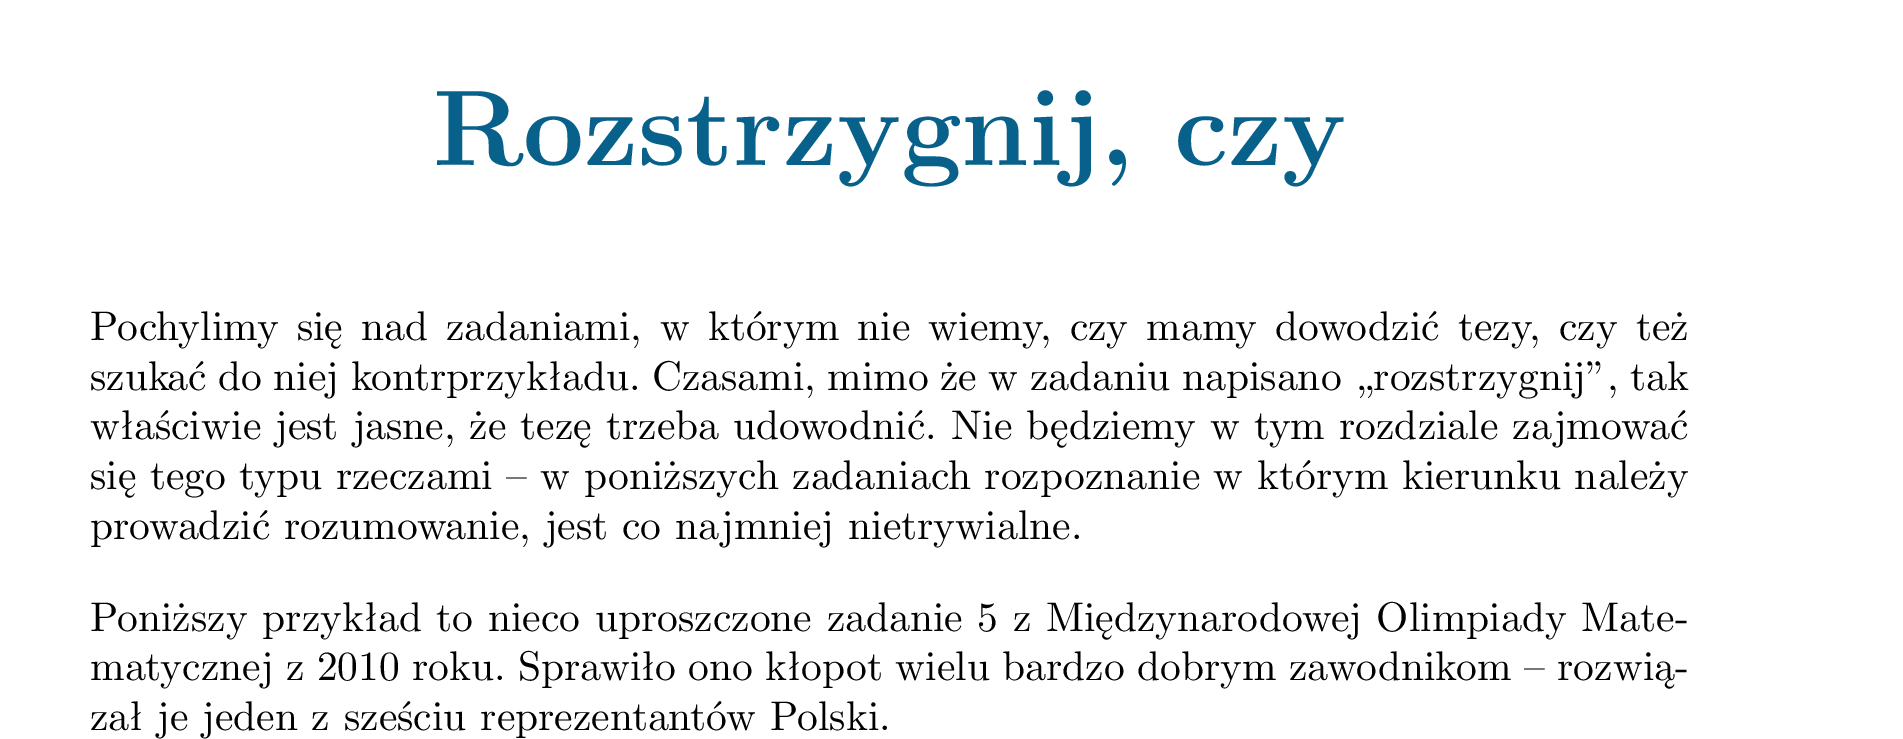 Rozstrzygnij, czy
Pochylimy się nad zadaniami, w którym nie wiemy, czy mamy dowodzić tezy, czy też
szukać do niej kontrprzykładu. Czasami, mimo że w zadaniu napisano „rozstrzygnij”, tak
właściwie jest jasne, że tezę trzeba udowodnić. Nie będziemy w tym rozdziale zajmować
się tego typu rzeczami – w poniższych zadaniach rozpoznanie w którym kierunku należy
prowadzić rozumowanie, jest co najmniej nietrywialne.
Poniższy przykład to nieco uproszczone zadanie 5 z Międzynarodowej Olimpiady Mate-
matycznej z 2010 roku. Sprawiło ono kłopot wielu bardzo dobrym zawodnikom – rozwią-
zał je jeden z sześciu reprezentantów Polski.